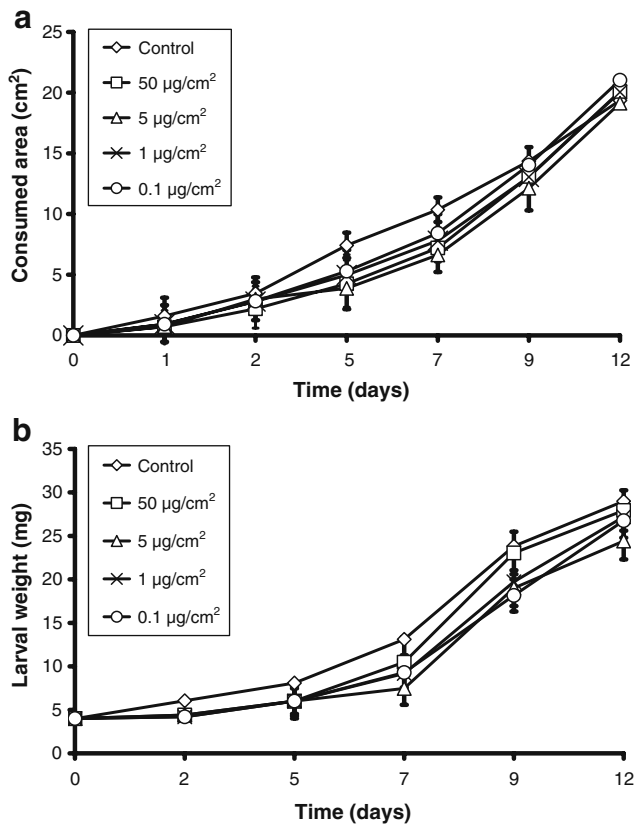 a
25
20
15
10
5
0
Consumed area (cm²)
Control
50 µg/cm²
5 µg/cm²
1 µg/cm²
0.1 µg/cm²
0 1 2 5 7 9 12
Time (days)
b
35
30
25
20
15
10
5
0
Larval weight (mg)
Control
50 µg/cm²
5 µg/cm²
1 µg/cm²
0.1 µg/cm²
0 2 5 7 9 12
Time (days)